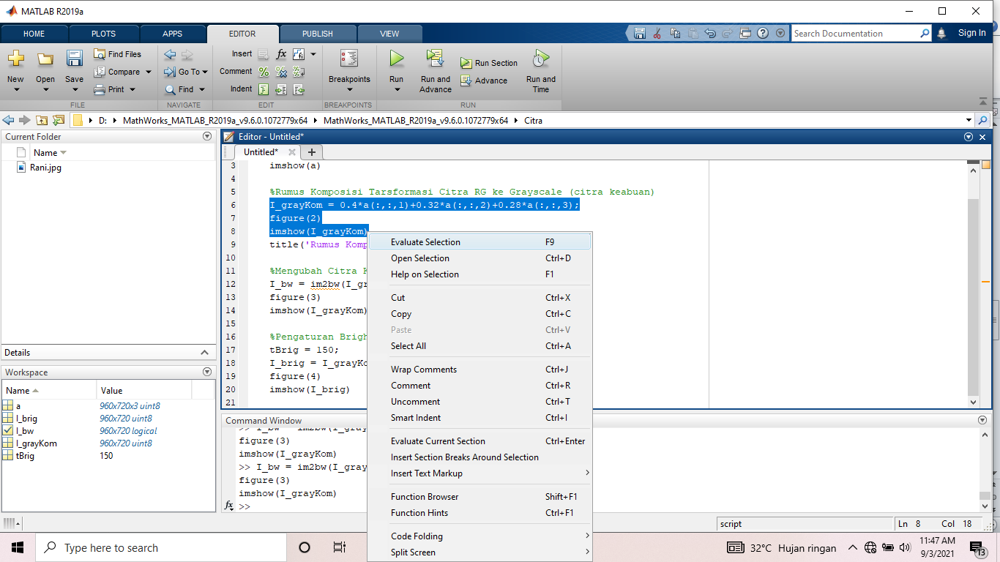 MATLAB R2019a
HOME PLOTS APPS EDITOR PUBLISH VIEW
Search Documentation
Sign In
New
Open
Save
Find Files
Compare
Print
Go To
Find
Insert
Comment
Indent
fx
fi
Breakpoints
Run
Run and
Advance
Run Section
Advance
Run and
Time
FILE NAVIGATE EDIT BREAKPOINTS RUN
D: MathWorks_MATLAB_R2019a_v9.6.0.1072779x64 MathWorks_MATLAB_R2019a_v9.6.0.1072779x64 Citra
Current Folder
Name
Rani.jpg
Details
Workspace
Name Value
a 960x720x3 uint8
I_brig 960x720 uint8
I_bw 960x720 logical
I_grayKom 960x720 uint8
tBrig 150
Editor - Untitled*
Untitled*
3 imshow(a)
4
5 %Rumus Komposisi Tarsformasi Citra RG ke Grayscale (citra keabuan)
6 I_grayKom = 0.4*a(:,:,1)+0.32*a(:,:,2)+0.28*a(:,:,3);
7 figure(2)
8 imshow(I_grayKom)
9 title('Rumus Komp
10
11 %Mengubah Citra K
12 I_bw = im2bw(I_gr
13 figure(3)
14 imshow(I_grayKom)
15
16 %Pengaturan Brigh
17 tBrig = 150;
18 I_brig = I_grayKo
19 figure(4)
20 imshow(I_brig)
21
Evaluate Selection F9
Open Selection Ctrl+D
Help on Selection F1
Cut Ctrl+X
Copy Ctrl+C
Paste Ctrl+V
Select All Ctrl+A
Wrap Comments Ctrl+J
Comment Ctrl+R
Uncomment Ctrl+T
Smart Indent Ctrl+I
Evaluate Current Section Ctrl+Enter
Insert Section Breaks Around Selection
Insert Text Markup
Function Browser Shift+F1
Function Hints Ctrl+F1
Code Folding
Split Screen
Command Window
>> I_bw = im2bw(I_gray
figure(3)
imshow(I_grayKom)
>> I_bw = im2bw(I_gray
figure(3)
imshow(I_grayKom)
fx >>
script
Ln 8 Col 18
Type here to search
32°C Hujan ringan
11:47 AM
9/3/2021
13